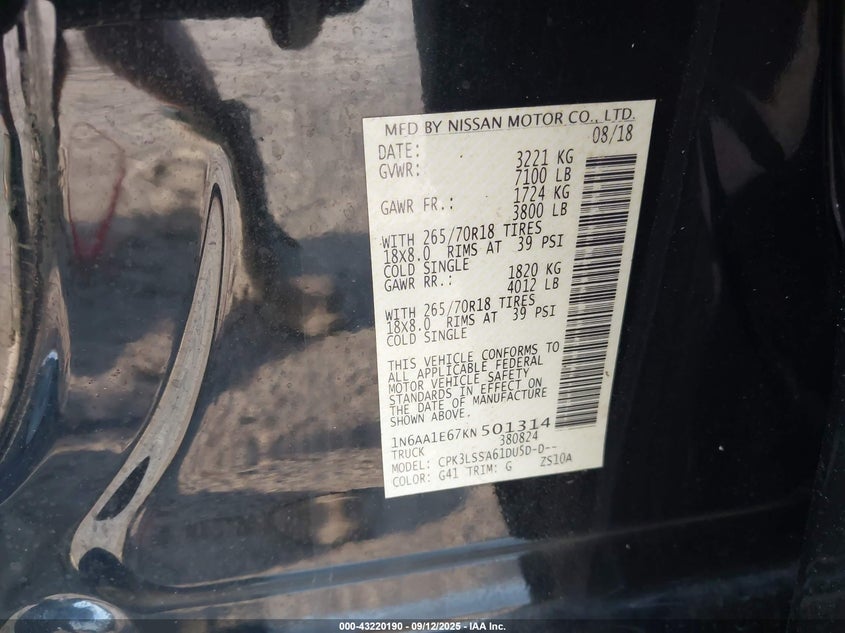 MFD BY NISSAN MOTOR CO., LTD.
DATE: 08/18
GVWR: 3221 KG
7100 LB
GAWR FR.: 1724 KG
3800 LB
WITH 265/70R18 TIRES
18X8.0 RIMS AT 39 PSI
COLD SINGLE
GAWR RR.: 1820 KG
4012 LB
WITH 265/70R18 TIRES
18X8.0 RIMS AT 39 PSI
COLD SINGLE
THIS VEHICLE CONFORMS TO
ALL APPLICABLE FEDERAL
MOTOR VEHICLE SAFETY
STANDARDS IN EFFECT ON
THE DATE OF MANUFACTURE
SHOWN ABOVE.
1N6AA1E67KN501314
TRUCK 380824
MODEL: CPK3LSSA61DU5D-D--
COLOR: G41 TRIM: G ZS10A
000-43220190 - 09/12/2025 - IAA Inc.